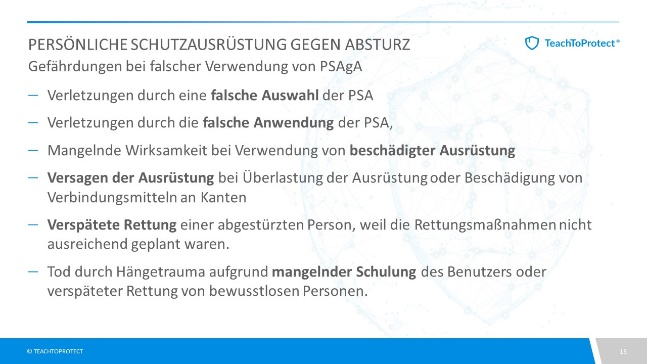 PERSÖNLICHE SCHUTZAUSRÜSTUNG GEGEN ABSTURZ
TeachToProtect®
Gefährdungen bei falscher Verwendung von PSAgA
— Verletzungen durch eine falsche Auswahl der PSA
— Verletzungen durch die falsche Anwendung der PSA,
— Mangelnde Wirksamkeit bei Verwendung von beschädigter Ausrüstung
— Versagen der Ausrüstung bei Überlastung der Ausrüstung oder Beschädigung von
Verbindungsmitteln an Kanten
— Verspätete Rettung einer abgestürzten Person, weil die Rettungsmaßnahmen nicht
ausreichend geplant waren.
— Tod durch Hängetrauma aufgrund mangelnder Schulung des Benutzers oder
verspäteter Rettung von bewusstlosen Personen.
© TEACHTOPROTECT
15